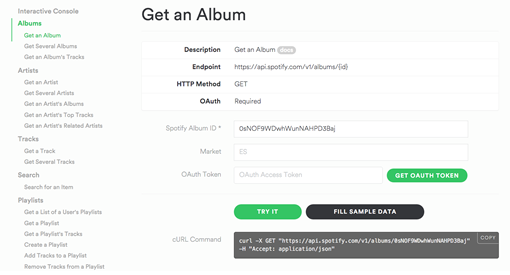 Interactive Console
Albums
Get an Album
Get Several Albums
Get an Album's Tracks
Artists
Get an Artist
Get Several Artists
Get an Artist's Albums
Get an Artist's Top Tracks
Get an Artist's Related Artists
Tracks
Get a Track
Get Several Tracks
Search
Search for an Item
Playlists
Get a List of a User's Playlists
Get a Playlist
Get a Playlist's Tracks
Create a Playlist
Add Tracks to a Playlist
Remove Tracks from a Playlist
Get an Album
Description Get an Album docs
Endpoint https://api.spotify.com/v1/albums/{id}
HTTP Method GET
OAuth Required
Spotify Album ID * 0sNOF9WDwhWunNAHPD3Baj
Market ES
OAuth Token OAuth Access Token GET OAUTH TOKEN
TRY IT FILL SAMPLE DATA
cURL Command COPY
curl -X GET "https://api.spotify.com/v1/albums/0sNOF9WDwhWunNAHPD3Baj"
-H "Accept: application/json"